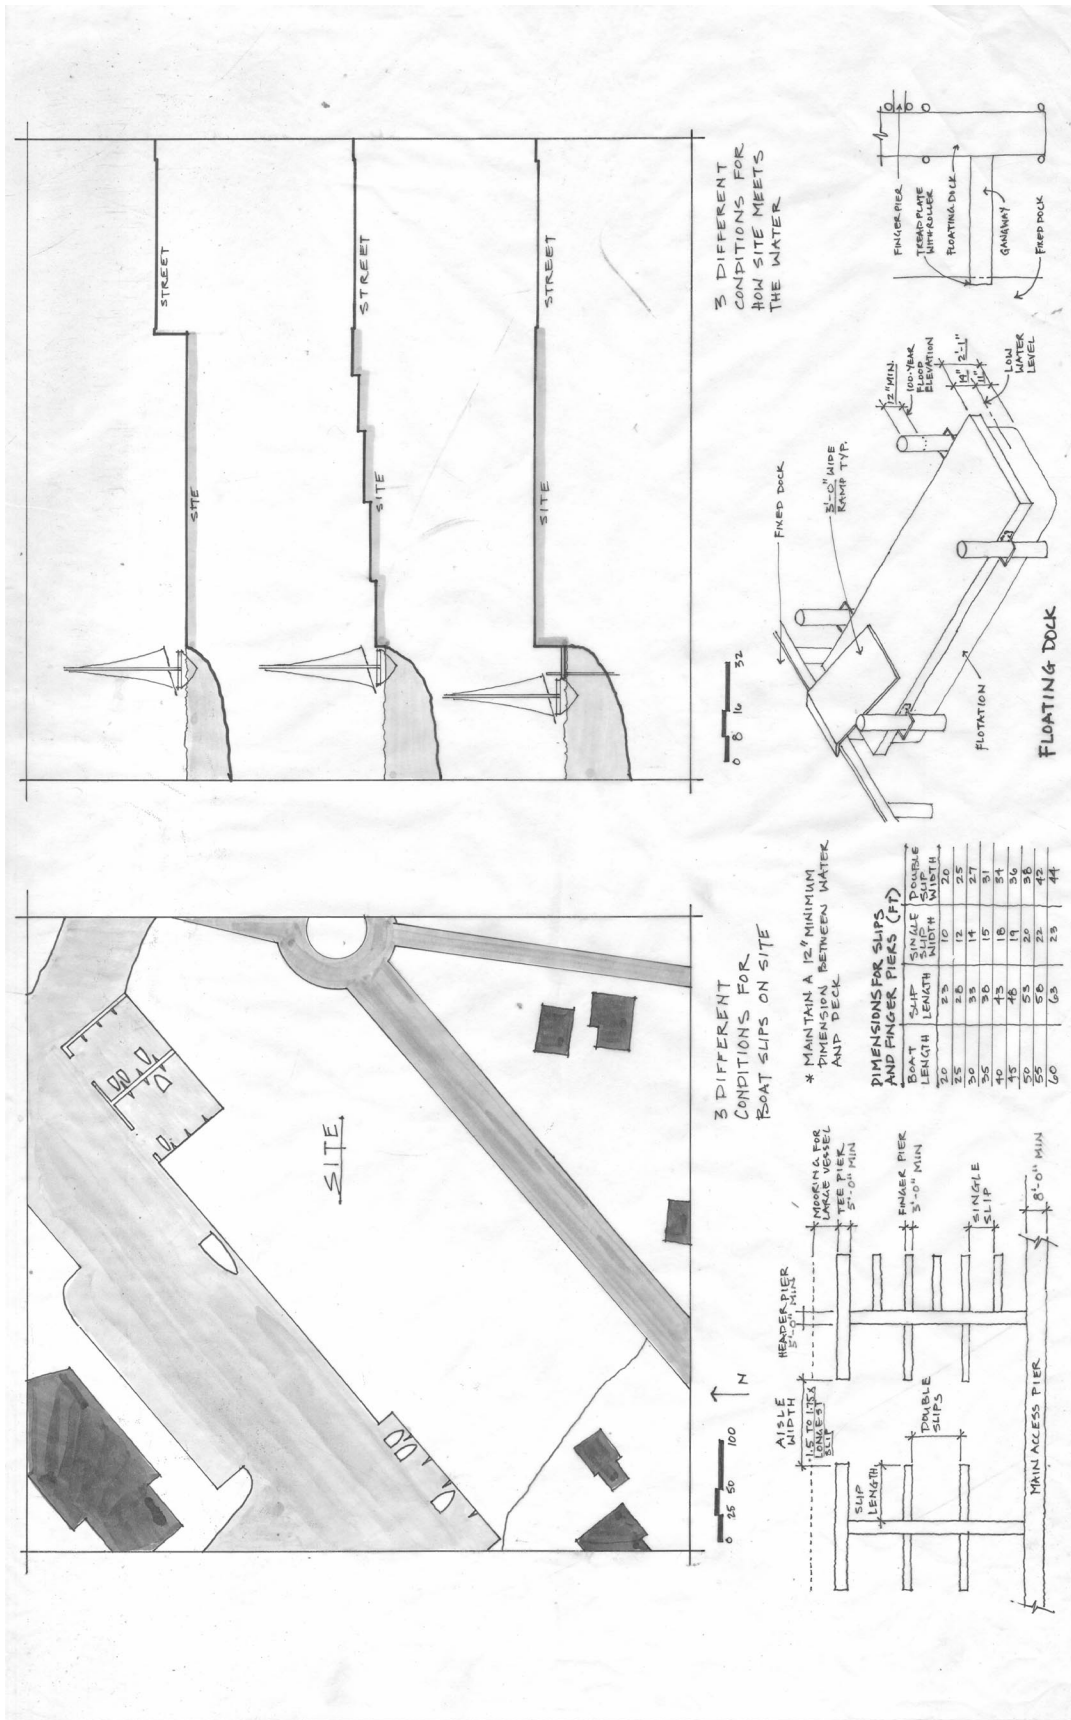 SITE
0 25 50 100
N
3 DIFFERENT
CONDITIONS FOR
BOAT SLIPS ON SITE
STREET
SITE
STREET
SITE
STREET
SITE
0 8 16 32
3 DIFFERENT
CONDITIONS FOR
HOW SITE MEETS
THE WATER
AISLE
WIDTH
1.5 TO 1.75 X
LONGEST
SLIP
HEADER PIER
5'-0" MIN
MOORING FOR
LARGE VESSEL
TEE PIER
5'-0" MIN
FINGER PIER
3'-0" MIN
SINGLE
SLIP
8'-0" MIN
SLIP
LENGTH
DOUBLE
SLIPS
MAIN ACCESS PIER
* MAINTAIN A 12" MINIMUM
DIMENSION BETWEEN WATER
AND DECK
DIMENSIONS FOR SLIPS
AND FINGER PIERS (FT)
BOAT LENGTH SLIP LENGTH SINGLE SLIP WIDTH DOUBLE SLIP WIDTH
20 23 10 20
25 28 12 25
30 33 14 27
35 38 15 31
40 43 18 34
45 48 19 36
50 53 20 38
55 58 22 42
60 63 23 44
FIXED DOCK
3'-0" WIDE
RAMP TYP.
12" MIN.
100-YEAR
FLOOD
ELEVATION
14" 2'-1"
11"
LOW
WATER
LEVEL
FLOTATION
FLOATING DOCK
FINGER PIER
TREAD PLATE
WITH ROLLER
FLOATING DOCK
GANGWAY
FIXED DOCK